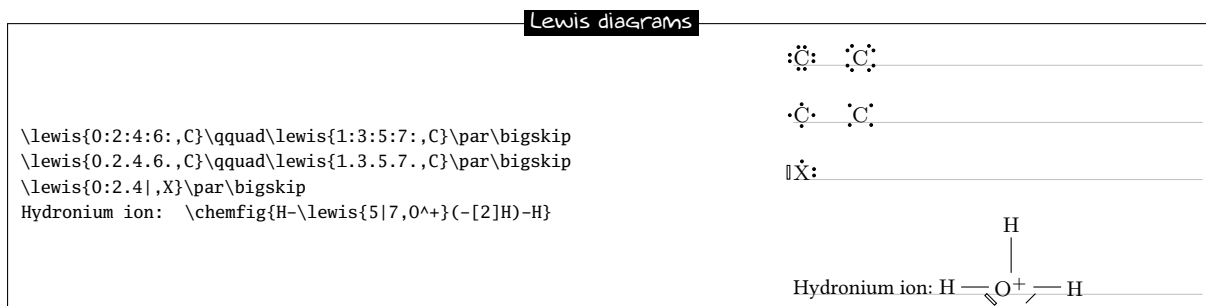 Lewis diagrams
\lewis{0:2:4:6:,C}\qquad\lewis{1:3:5:7:,C}\par\bigskip
\lewis{0.2.4.6.,C}\qquad\lewis{1.3.5.7.,C}\par\bigskip
\lewis{0:2.4|,X}\par\bigskip
Hydronium ion: \chemfig{H-\lewis{5|7,O^+}(-[2]H)-H}
C C
C C
X
H
Hydronium ion: H O+ H